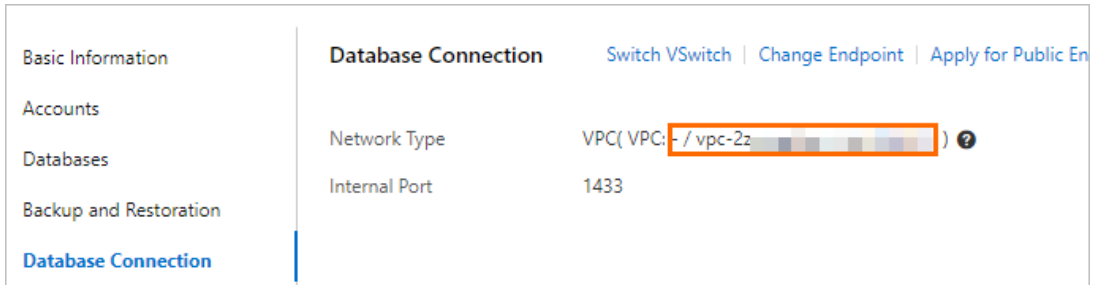 Basic Information
Accounts
Databases
Backup and Restoration
Database Connection
Database Connection Switch VSwitch | Change Endpoint | Apply for Public En
Network Type VPC( VPC: - / vpc-2z )
Internal Port 1433